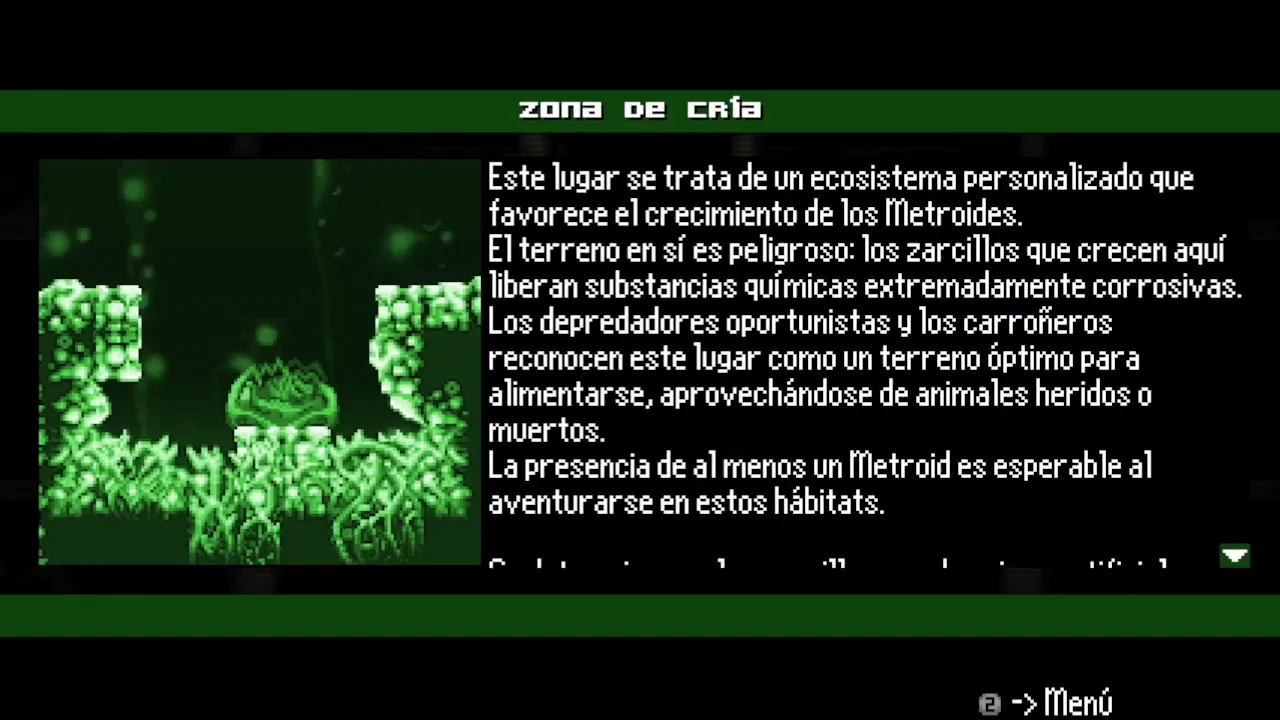 ZONA DE CRÍA
Este lugar se trata de un ecosistema personalizado que
favorece el crecimiento de los Metroides.
El terreno en sí es peligroso: los zarcillos que crecen aquí
liberan substancias químicas extremadamente corrosivas.
Los depredadores oportunistas y los carroñeros
reconocen este lugar como un terreno óptimo para
alimentarse, aprovechándose de animales heridos o
muertos.
La presencia de al menos un Metroid es esperable al
aventurarse en estos hábitats.
2 -> Menú